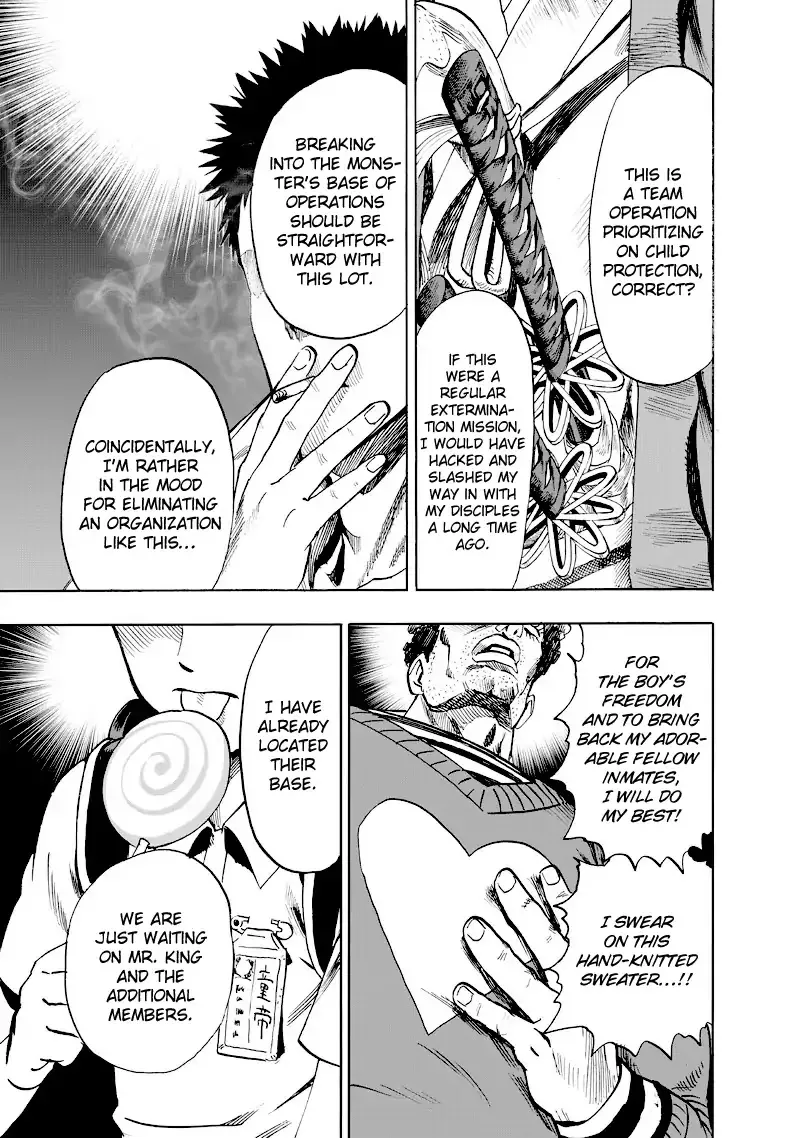 THIS IS
A TEAM
OPERATION
PRIORITIZING
ON CHILD
PROTECTION,
CORRECT?
IF THIS
WERE A
REGULAR
EXTERMINA-
TION MISSION,
I WOULD HAVE
HACKED AND
SLASHED MY
WAY IN WITH
MY DISCIPLES
A LONG TIME
AGO.
BREAKING
INTO THE MONS-
TER'S BASE OF
OPERATIONS
SHOULD BE
STRAIGHTFOR-
WARD WITH
THIS LOT.
COINCIDENTALLY,
I'M RATHER
IN THE MOOD
FOR ELIMINATING
AN ORGANIZATION
LIKE THIS...
FOR
THE BOY'S
FREEDOM
AND TO BRING
BACK MY ADOR-
ABLE FELLOW
INMATES,
I WILL DO
MY BEST!
I SWEAR
ON THIS
HAND-KNITTED
SWEATER...!!
I HAVE
ALREADY
LOCATED
THEIR
BASE.
WE ARE
JUST WAITING
ON MR. KING
AND THE
ADDITIONAL
MEMBERS.